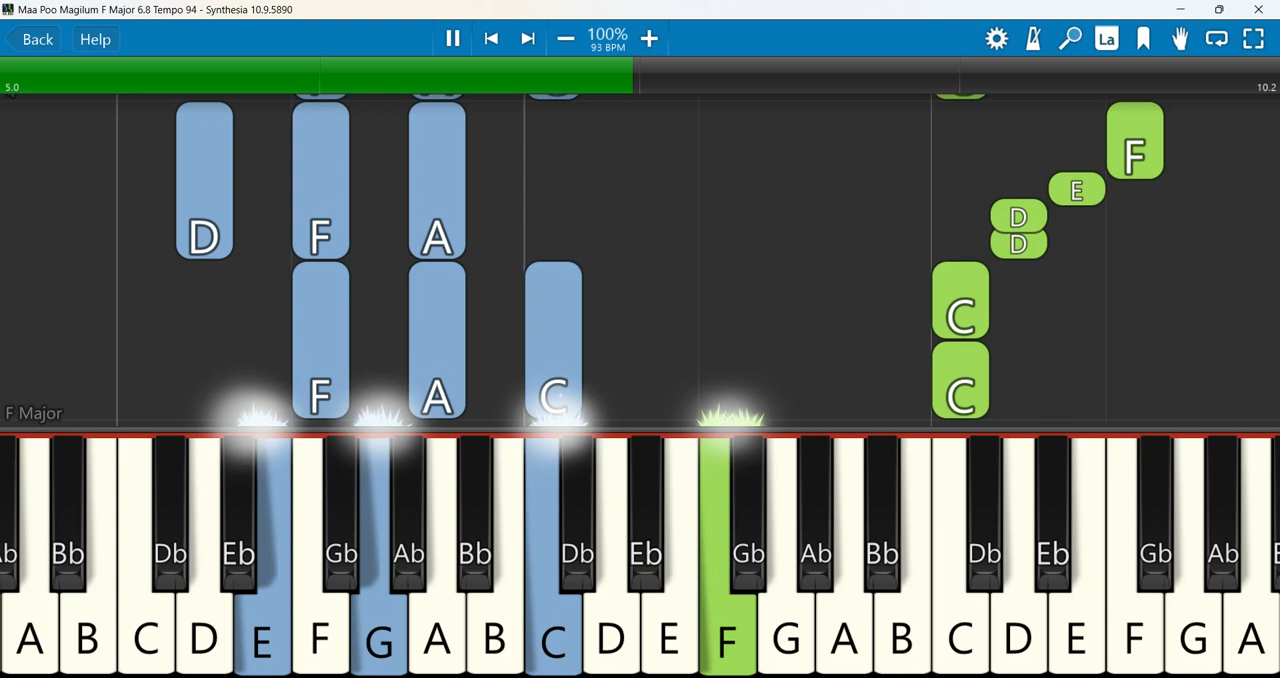 Maa Poo Magilum F Major 6.8 Tempo 94 - Synthesia 10.9.5890
Back Help 100% La
93 BPM
5.0 10.2
F
E
D
D F A D
C
F A C C
F Major
Bb Db Eb Gb Ab Bb Db Eb Gb Ab Bb Db Eb Gb Ab
A B C D E F G A B C D E F G A B C D E F G A